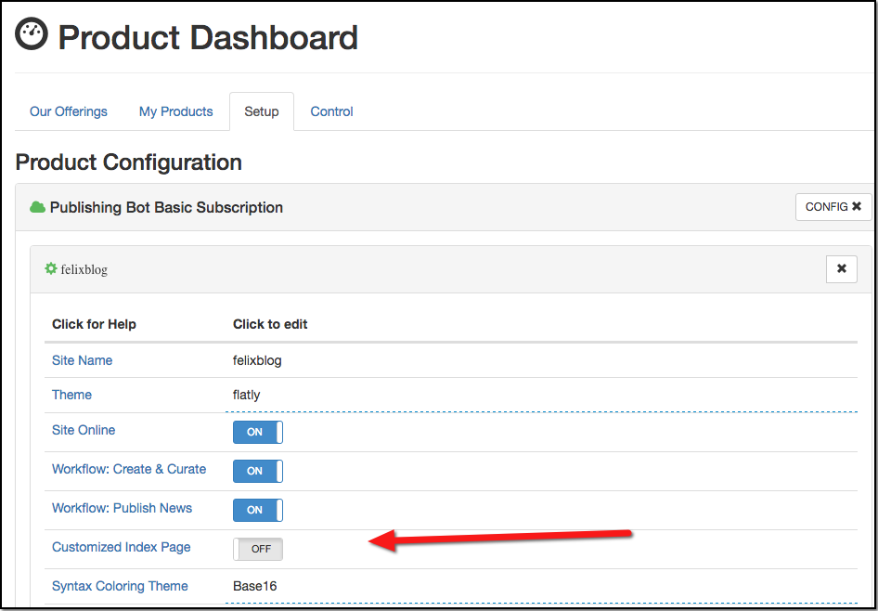 Product Dashboard
Our Offerings My Products Setup Control
Product Configuration
Publishing Bot Basic Subscription CONFIG ✖
felixblog ✖
Click for Help Click to edit
Site Name felixblog
Theme flatly
Site Online ON
Workflow: Create & Curate ON
Workflow: Publish News ON
Customized Index Page OFF
Syntax Coloring Theme Base16